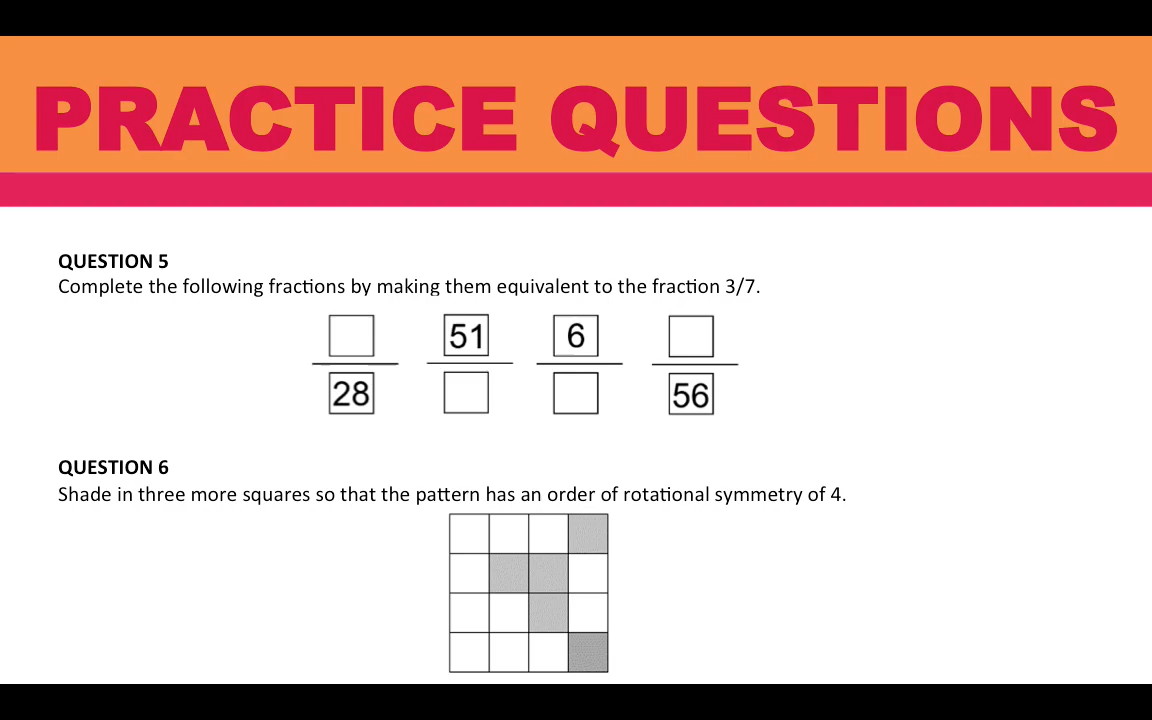 PRACTICE QUESTIONS
QUESTION 5
Complete the following fractions by making them equivalent to the fraction 3/7.
51 6
28 56
QUESTION 6
Shade in three more squares so that the pattern has an order of rotational symmetry of 4.